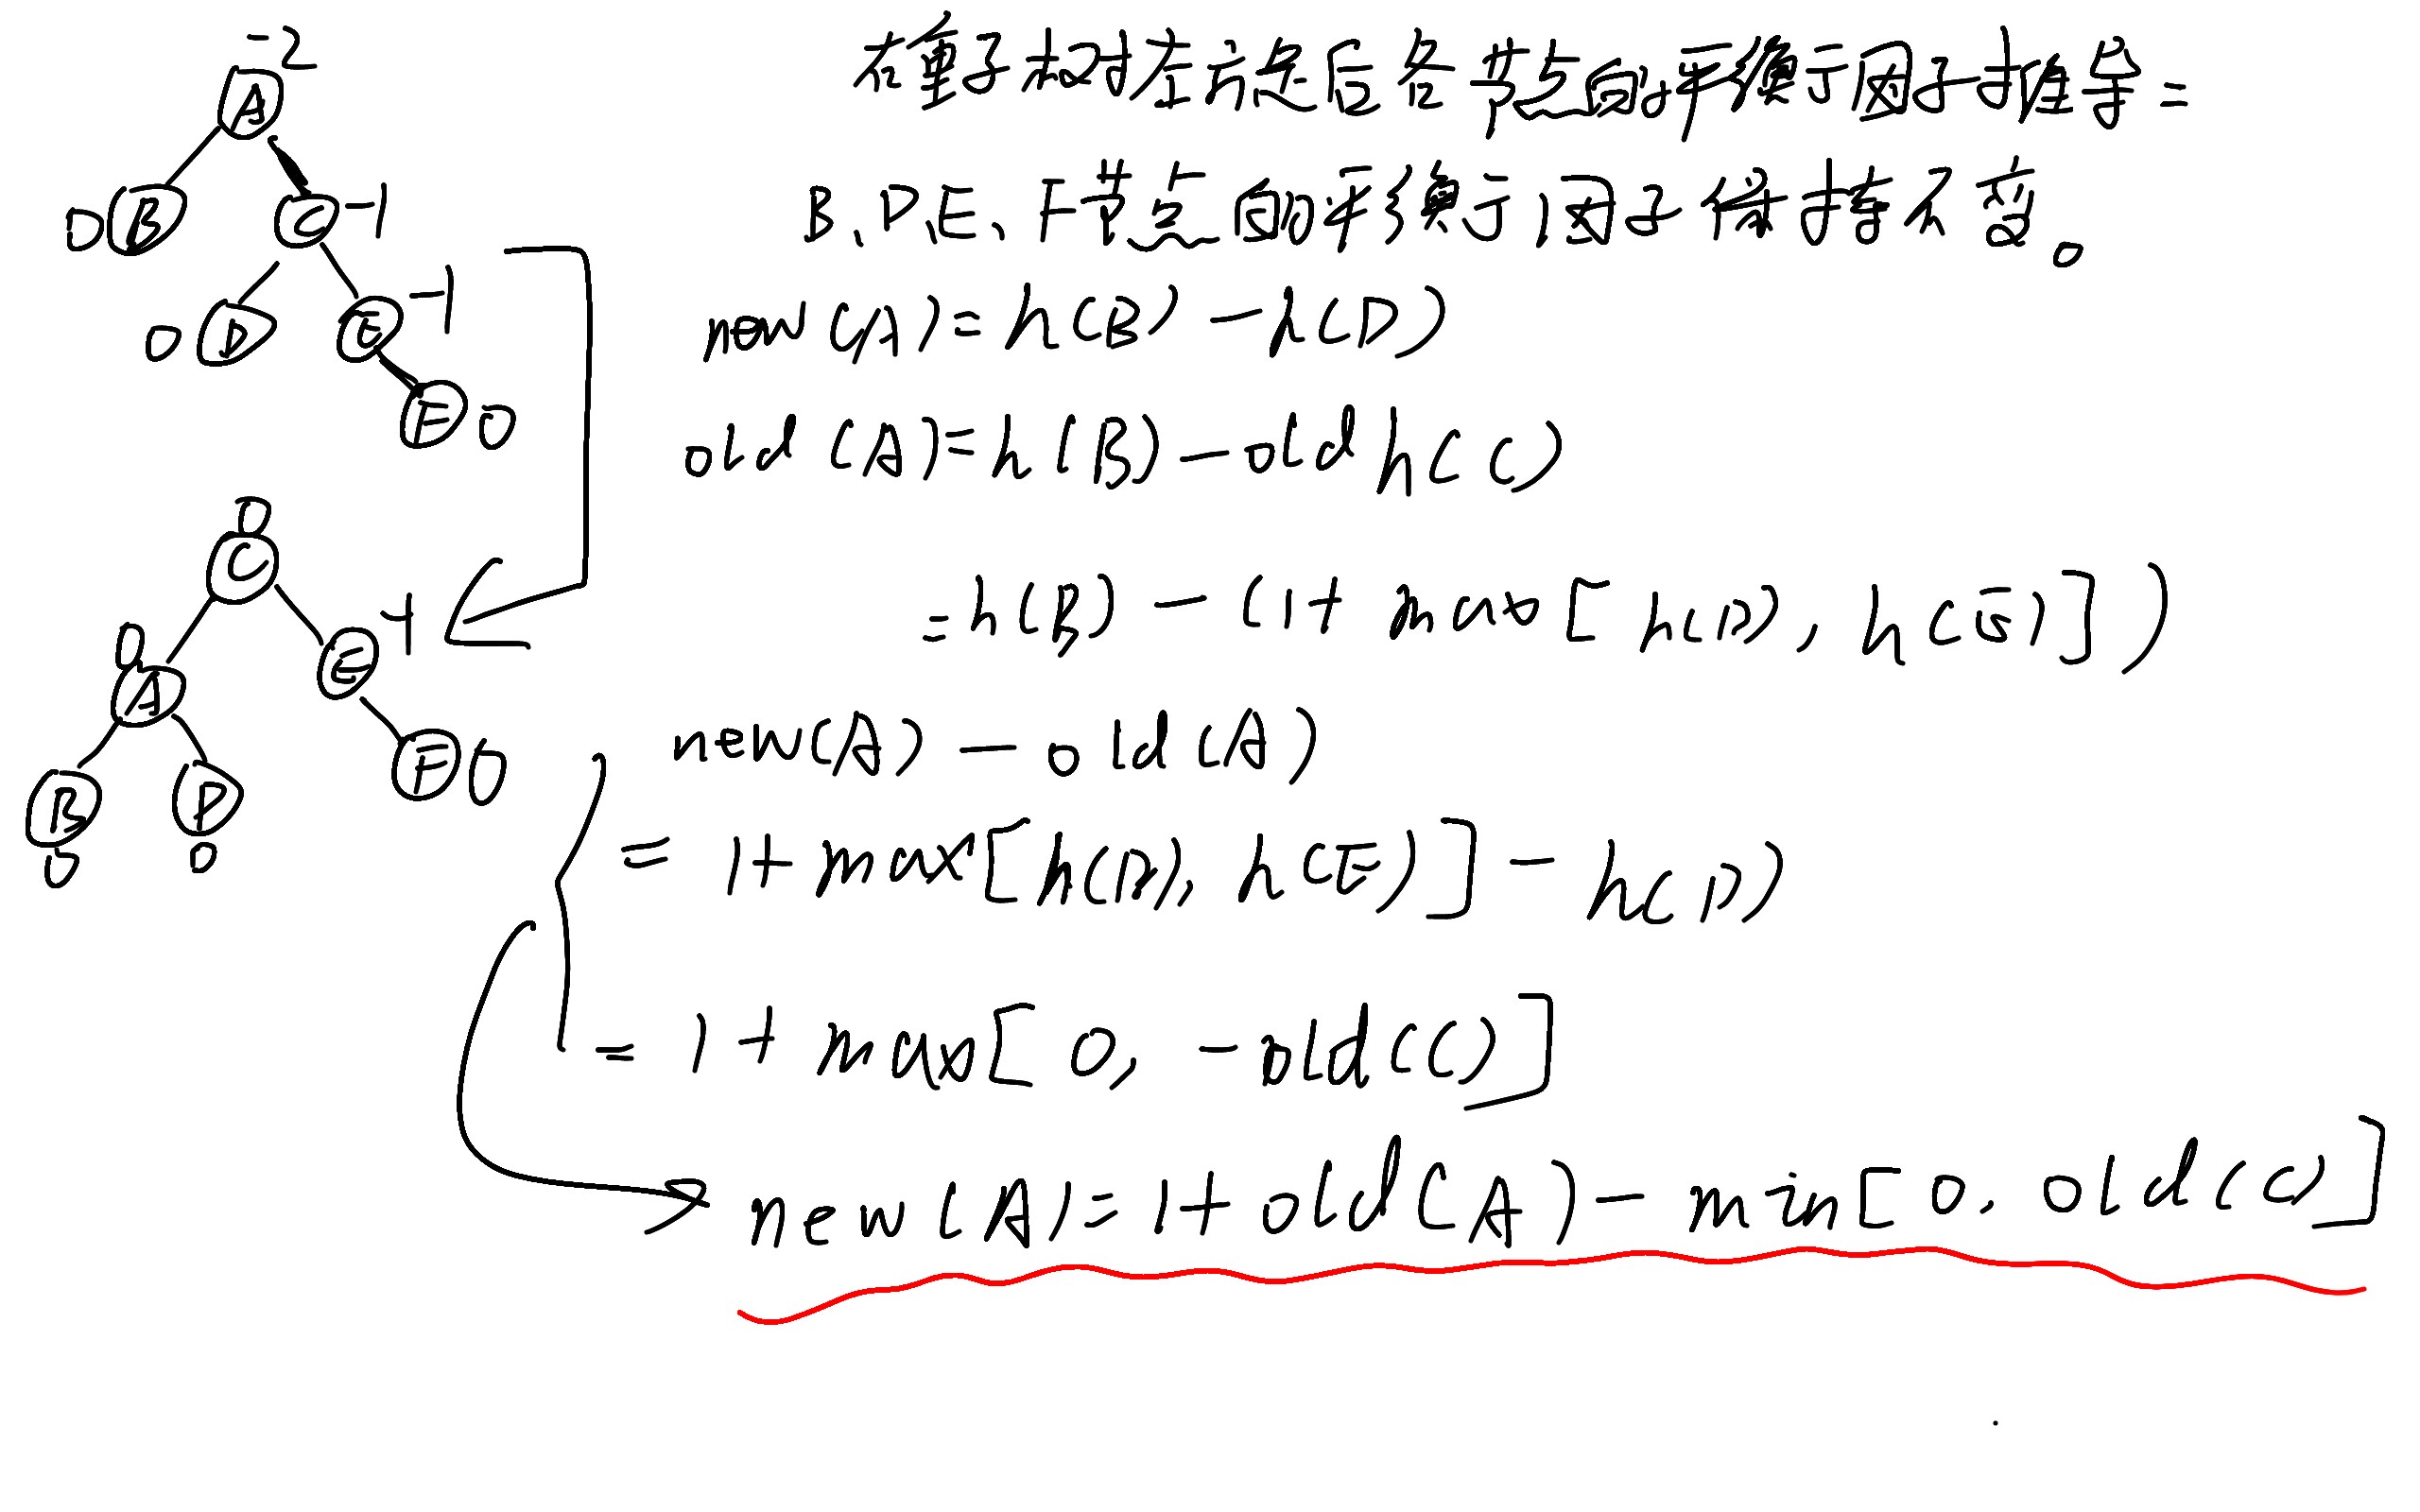 右重子树左旋后各节点的平衡因子推导=
B、D、E、F节点的平衡因子保持不变。
new(A)=h(B)-h(D)
old(A)=h(B)-old h(C)
=h(B)-(1+max[h(D), h(E)])
new(A)-old(A)
=1+max[h(D), h(E)]-h(D)
=1+max[0, -old(C)]
new(A)=1+old(A)-min[0, old(C)]
-2
A
0 B
C -1
0 D
E -1
F 0
0
C
0
A
E -1
F 0
B
D
0
0